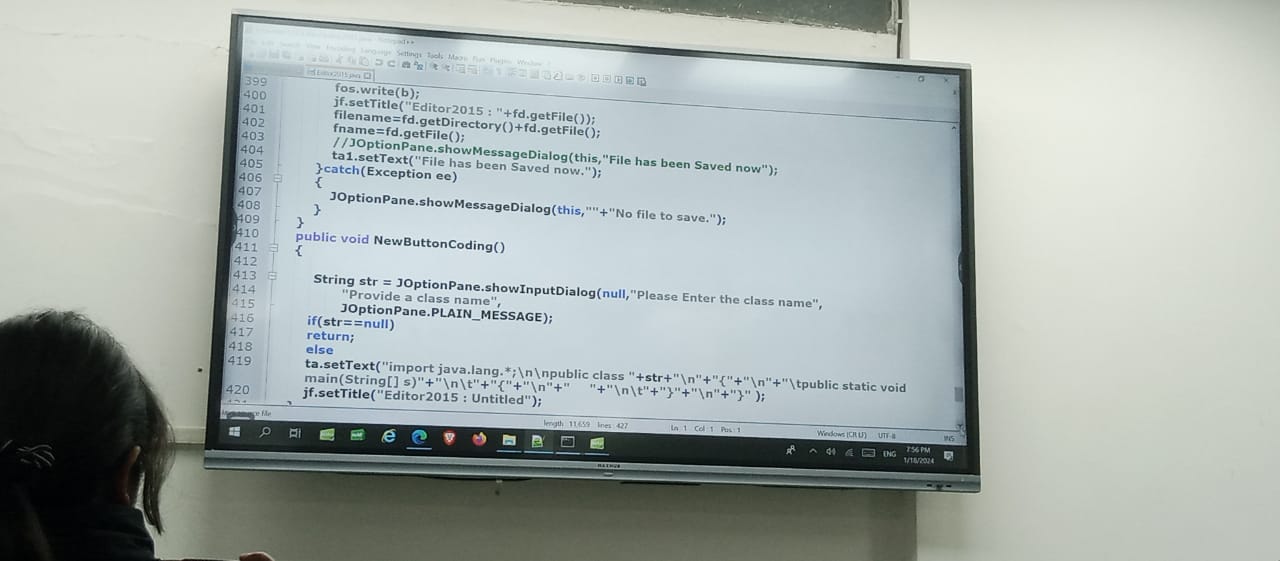 Notepad++
Search View Encoding Language Settings Tools Macro Run Plugins Window ?
Editor2015.java
399 fos.write(b);
400 jf.setTitle("Editor2015 : "+fd.getFile());
401 filename=fd.getDirectory()+fd.getFile();
402 fname=fd.getFile();
403 //JOptionPane.showMessageDialog(this,"File has been Saved now");
404 ta1.setText("File has been Saved now.");
405 }catch(Exception ee)
406 {
407 JOptionPane.showMessageDialog(this,""+"No file to save.");
408 }
409 }
410 public void NewButtonCoding()
411 {
412
413 String str = JOptionPane.showInputDialog(null,"Please Enter the class name",
414 "Provide a class name",
415 JOptionPane.PLAIN_MESSAGE);
416 if(str==null)
417 return;
418 else
419 ta.setText("import java.lang.*;\n\npublic class "+str+"\n"+"{"+"\n"+"\tpublic static void
main(String[] s)"+"\n\t"+"{"+"\n"+"    "+"\n\t"+"}"+"\n"+"}" );
420 jf.setTitle("Editor2015 : Untitled");
length 11,659 lines 427 Ln : 1 Col : 1 Pos : 1 Windows (CR LF) UTF-8 INS
ENG 7:56 PM
1/18/2024